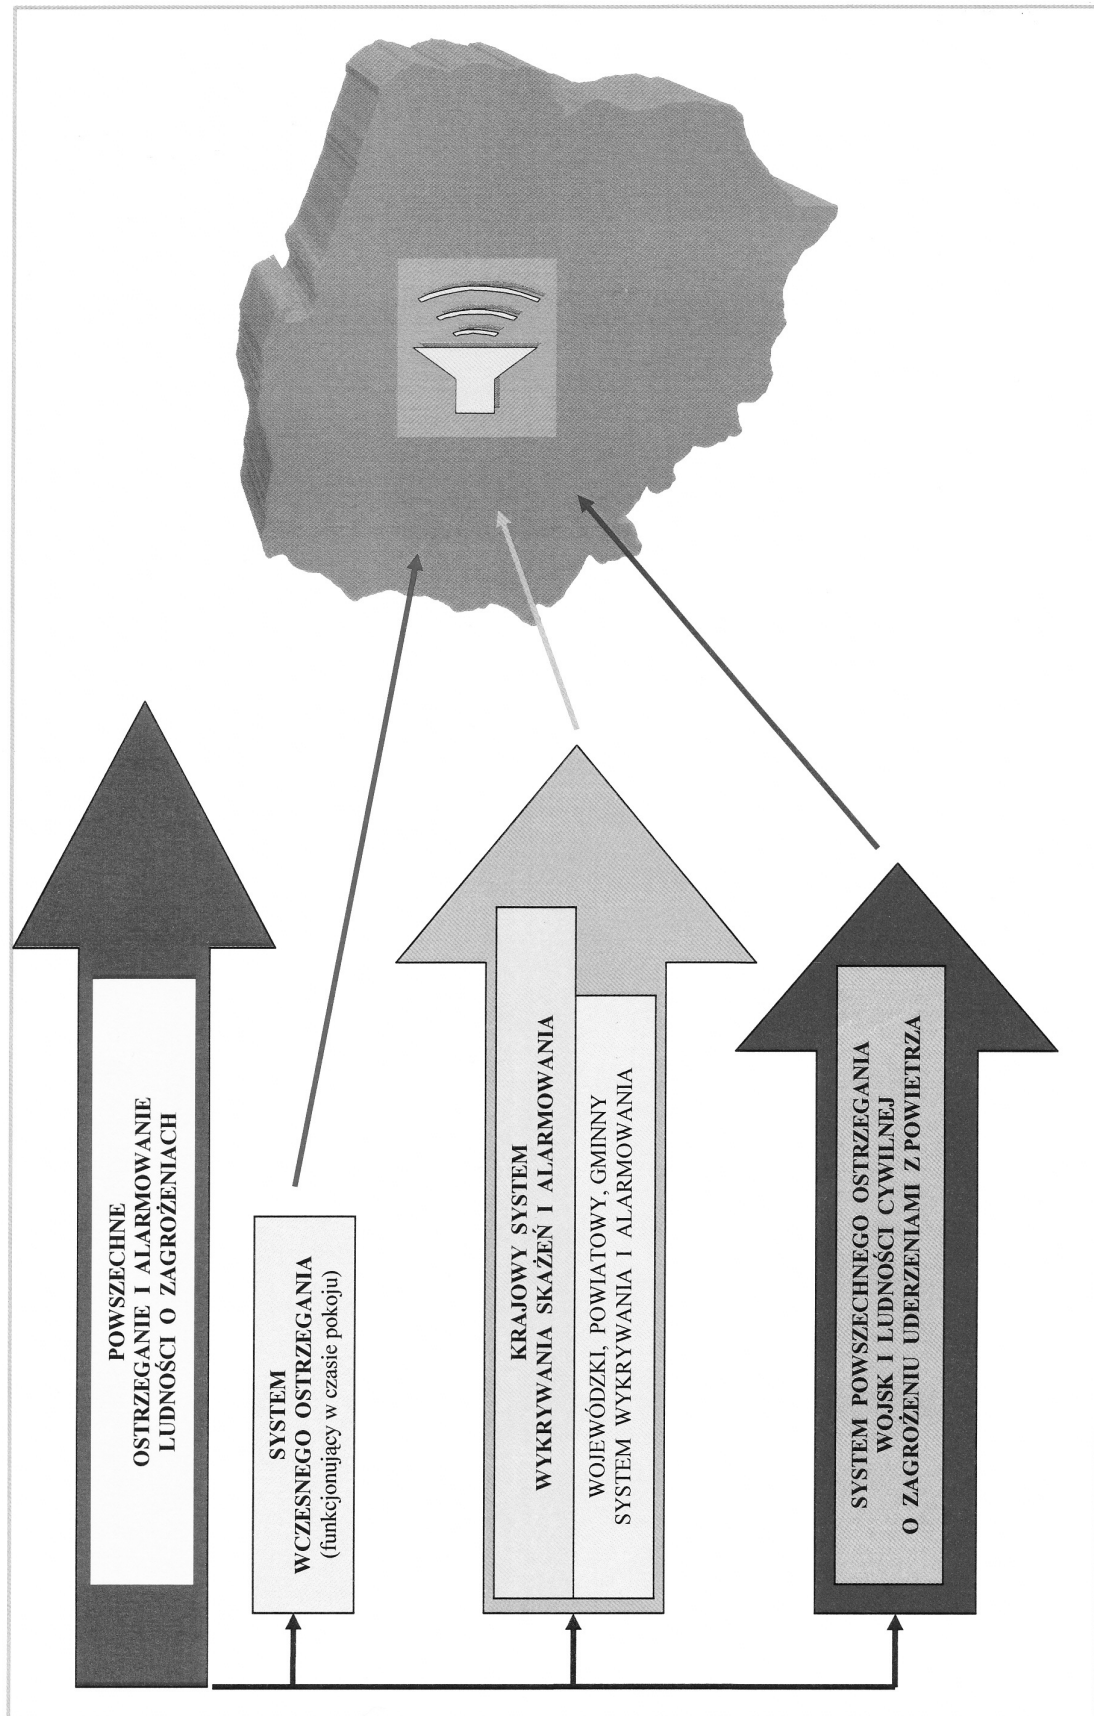 POWSZECHNE
OSTRZEGANIE I ALARMOWANIE
LUDNOŚCI O ZAGROŻENIACH
SYSTEM
WCZESNEGO OSTRZEGANIA
(funkcjonujący w czasie pokoju)
KRAJOWY SYSTEM
WYKRYWANIA SKAŻEŃ I ALARMOWANIA
WOJEWÓDZKI, POWIATOWY, GMINNY
SYSTEM WYKRYWANIA I ALARMOWANIA
SYSTEM POWSZECHNEGO OSTRZEGANIA
WOJSK I LUDNOŚCI CYWILNEJ
O ZAGROŻENIU UDERZENIAMI Z POWIETRZA